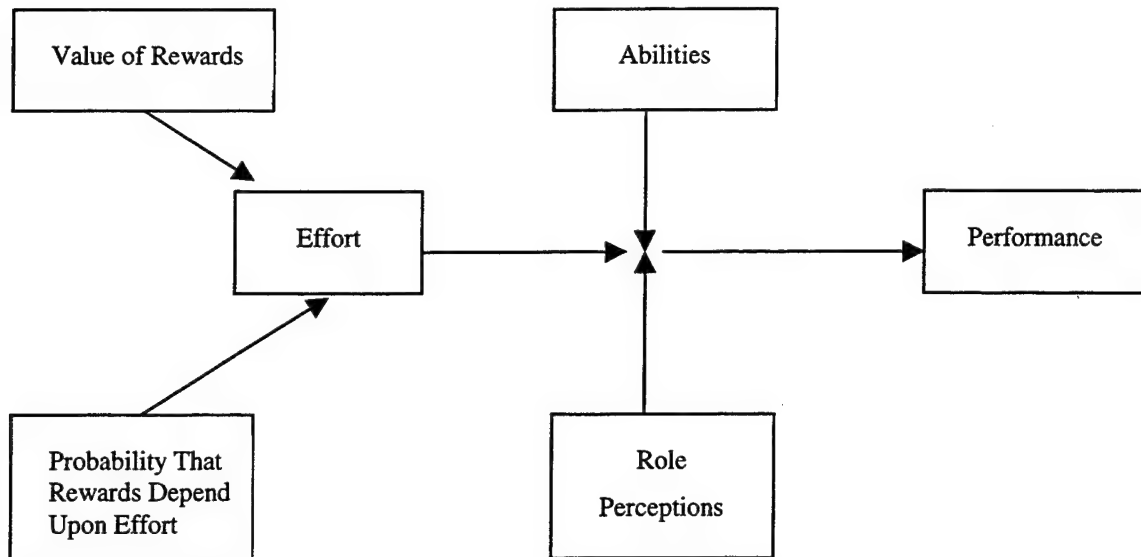 Value of Rewards
Abilities
Effort
Performance
Probability That
Rewards Depend
Upon Effort
Role
Perceptions